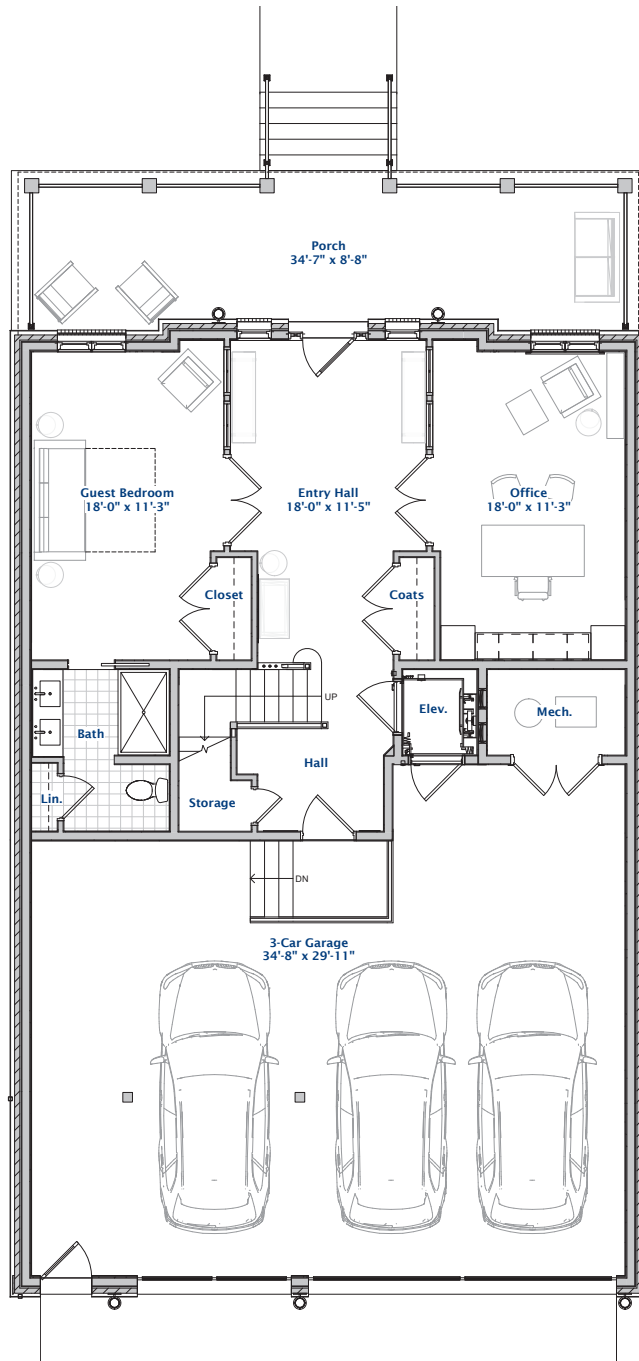 Porch
34'-7" x 8'-8"
Guest Bedroom
18'-0" x 11'-3"
Entry Hall
18'-0" x 11'-5"
Office
18'-0" x 11'-3"
Closet
Coats
UP
Elev.
Mech.
Bath
Hall
Lin.
Storage
DN
3-Car Garage
34'-8" x 29'-11"